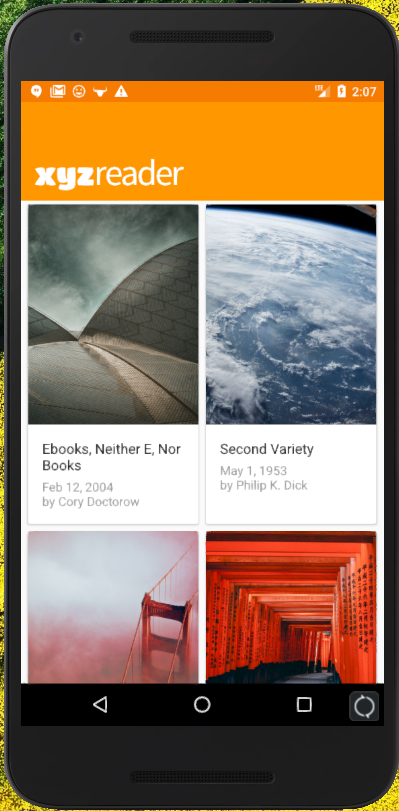 LTE 2:07
xyzreader
Ebooks, Neither E, Nor
Books
Feb 12, 2004
by Cory Doctorow
Second Variety
May 1, 1953
by Philip K. Dick